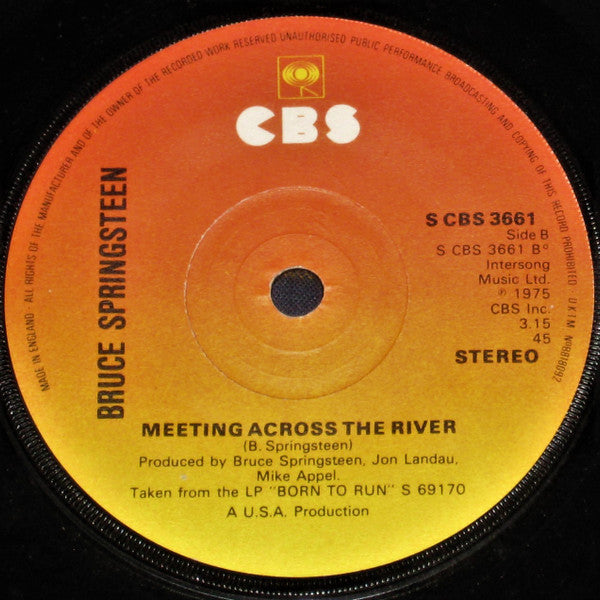 MADE IN ENGLAND · ALL RIGHTS OF THE MANUFACTURER AND OF THE OWNER OF THE RECORDED WORK RESERVED UNAUTHORISED PUBLIC PERFORMANCE BROADCASTING AND COPYING OF THIS RECORD PROHIBITED · U.K.I.M. Nº6818092
CBS
BRUCE SPRINGSTEEN
S CBS 3661
Side B
S CBS 3661 Bº
Intersong
Music Ltd.
℗ 1975
CBS Inc.
3.15
45
STEREO
MEETING ACROSS THE RIVER
(B. Springsteen)
Produced by Bruce Springsteen, Jon Landau,
Mike Appel.
Taken from the LP "BORN TO RUN" S 69170
A U.S.A. Production